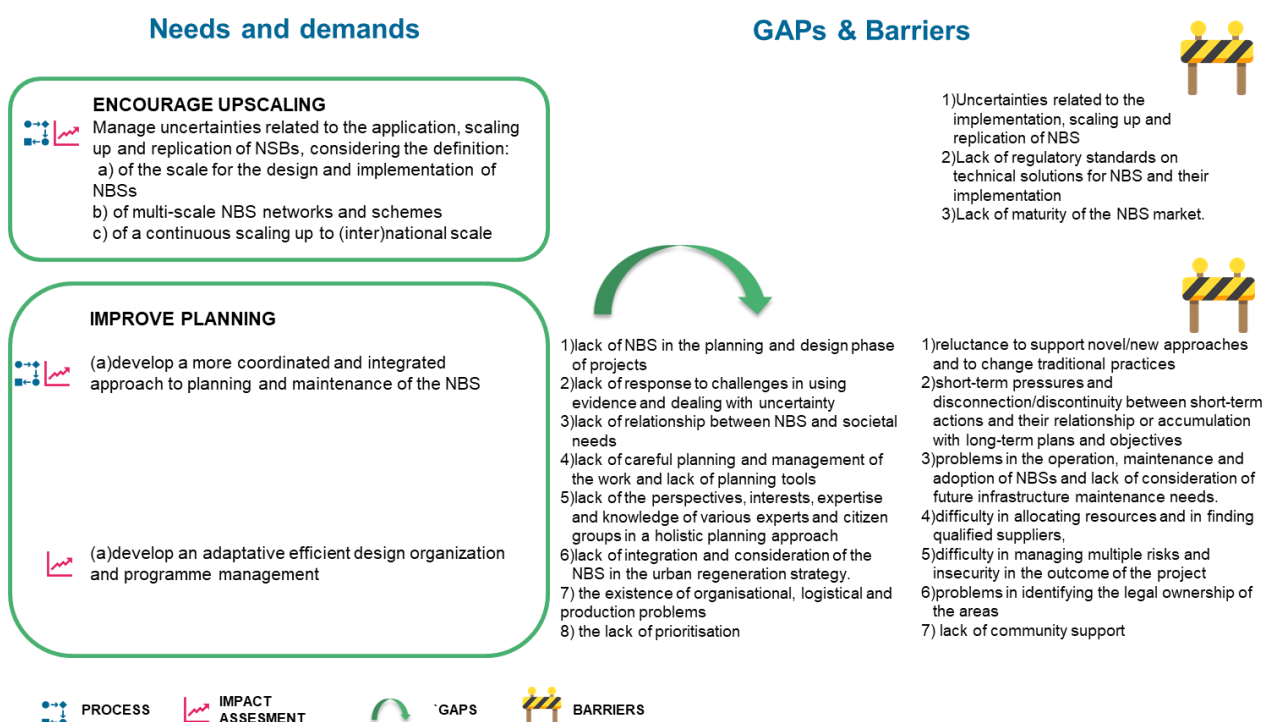 Needs and demands
GAPs & Barriers
ENCOURAGE UPSCALING
Manage uncertainties related to the application, scaling
up and replication of NSBs, considering the definition:
a) of the scale for the design and implementation of
NBSs
b) of multi-scale NBS networks and schemes
c) of a continuous scaling up to (inter)national scale
1)Uncertainties related to the
implementation, scaling up and
replication of NBS
2)Lack of regulatory standards on
technical solutions for NBS and their
implementation
3)Lack of maturity of the NBS market.
IMPROVE PLANNING
(a)develop a more coordinated and integrated
approach to planning and maintenance of the NBS
(a)develop an adaptative efficient design organization
and programme management
1)lack of NBS in the planning and design phase
of projects
2)lack of response to challenges in using
evidence and dealing with uncertainty
3)lack of relationship between NBS and societal
needs
4)lack of careful planning and management of
the work and lack of planning tools
5)lack of the perspectives, interests, expertise
and knowledge of various experts and citizen
groups in a holistic planning approach
6)lack of integration and consideration of the
NBS in the urban regeneration strategy.
7) the existence of organisational, logistical and
production problems
8) the lack of prioritisation
1)reluctance to support novel/new approaches
and to change traditional practices
2)short-term pressures and
disconnection/discontinuity between short-term
actions and their relationship or accumulation
with long-term plans and objectives
3)problems in the operation, maintenance and
adoption of NBSs and lack of consideration of
future infrastructure maintenance needs.
4)difficulty in allocating resources and in finding
qualified suppliers,
5)difficulty in managing multiple risks and
insecurity in the outcome of the project
6)problems in identifying the legal ownership of
the areas
7) lack of community support
PROCESS
IMPACT
ASSESMENT
`GAPS
BARRIERS